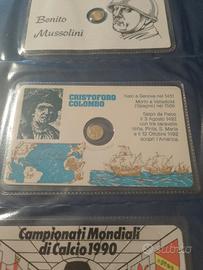 Benito
Mussolini
CRISTOFORO
COLOMBO
Nato a Genova nel 1451
Morto a Valladolid
(Spagna) nel 1506
Salpò da Palos
il 3 Agosto 1492
con tre caravelle
Niña, Pinta, S. Maria
e il 12 Ottobre 1492
scoprì l'America.
Campionati Mondiali
di Calcio 1990
subito